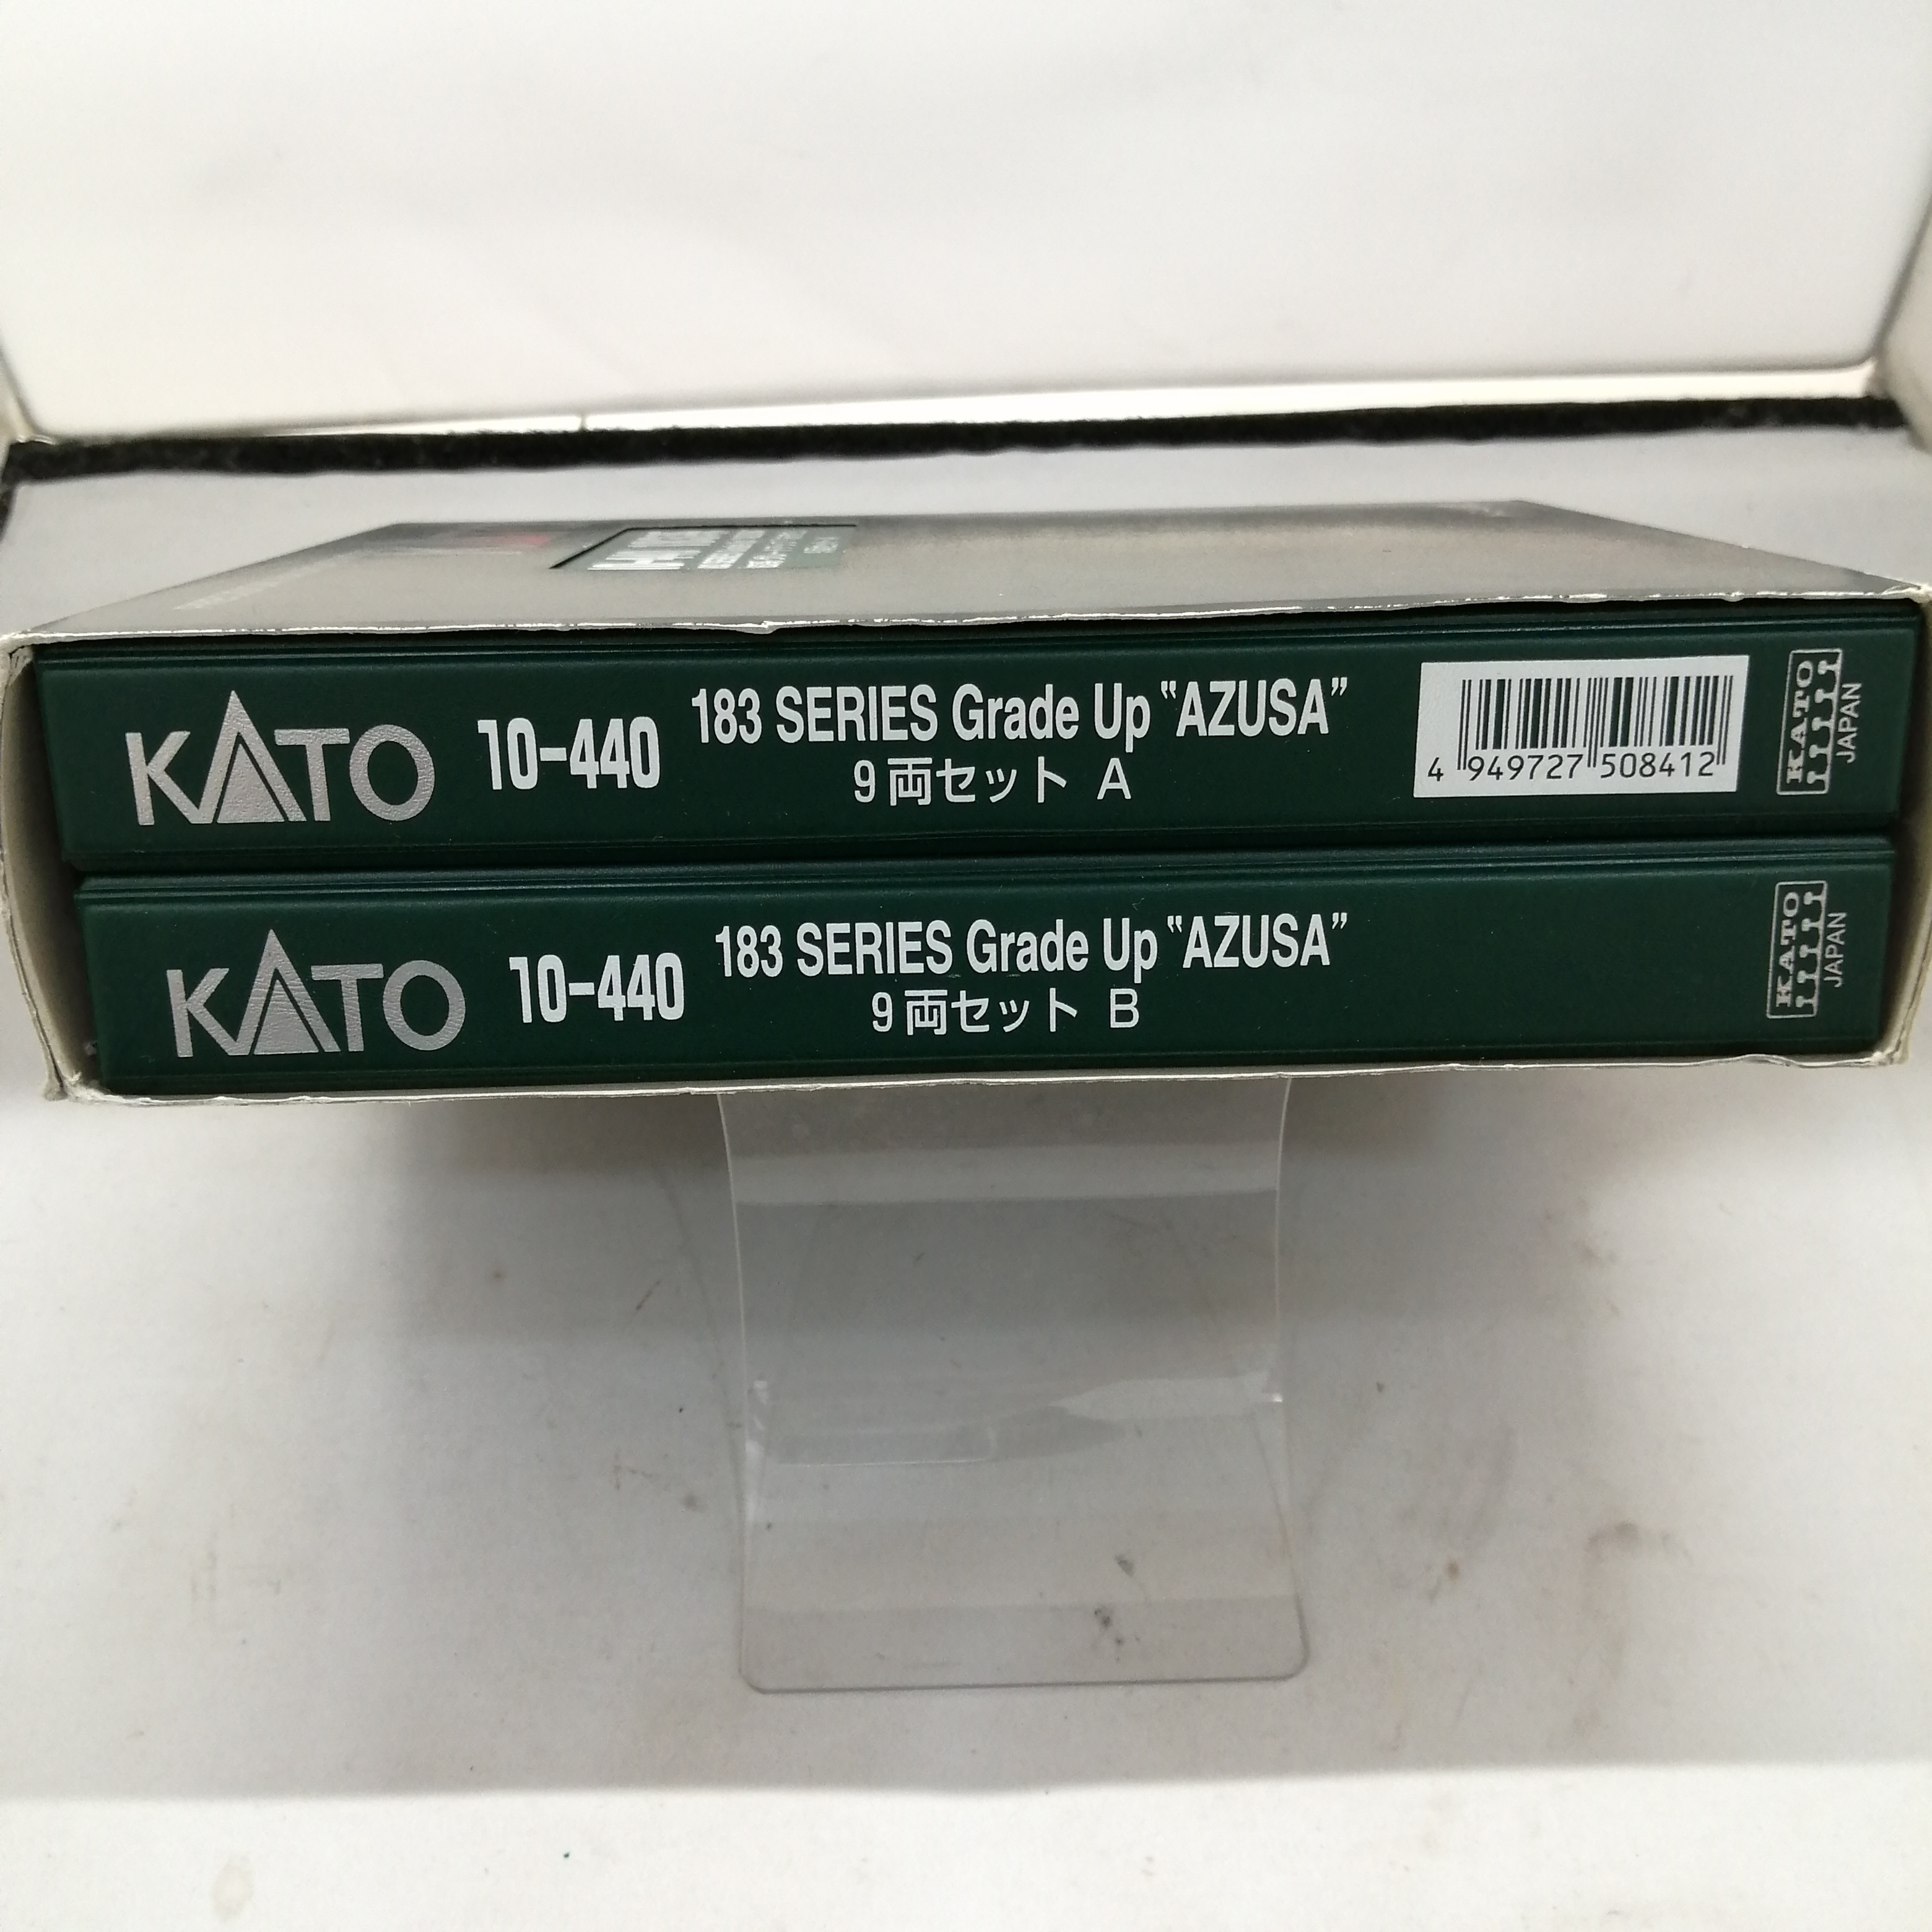 KATO 10-440 183 SERIES Grade Up “AZUSA”
9両セット A
4 949727 508412
KATO
JAPAN
KATO 10-440 183 SERIES Grade Up “AZUSA”
9両セット B
KATO
JAPAN